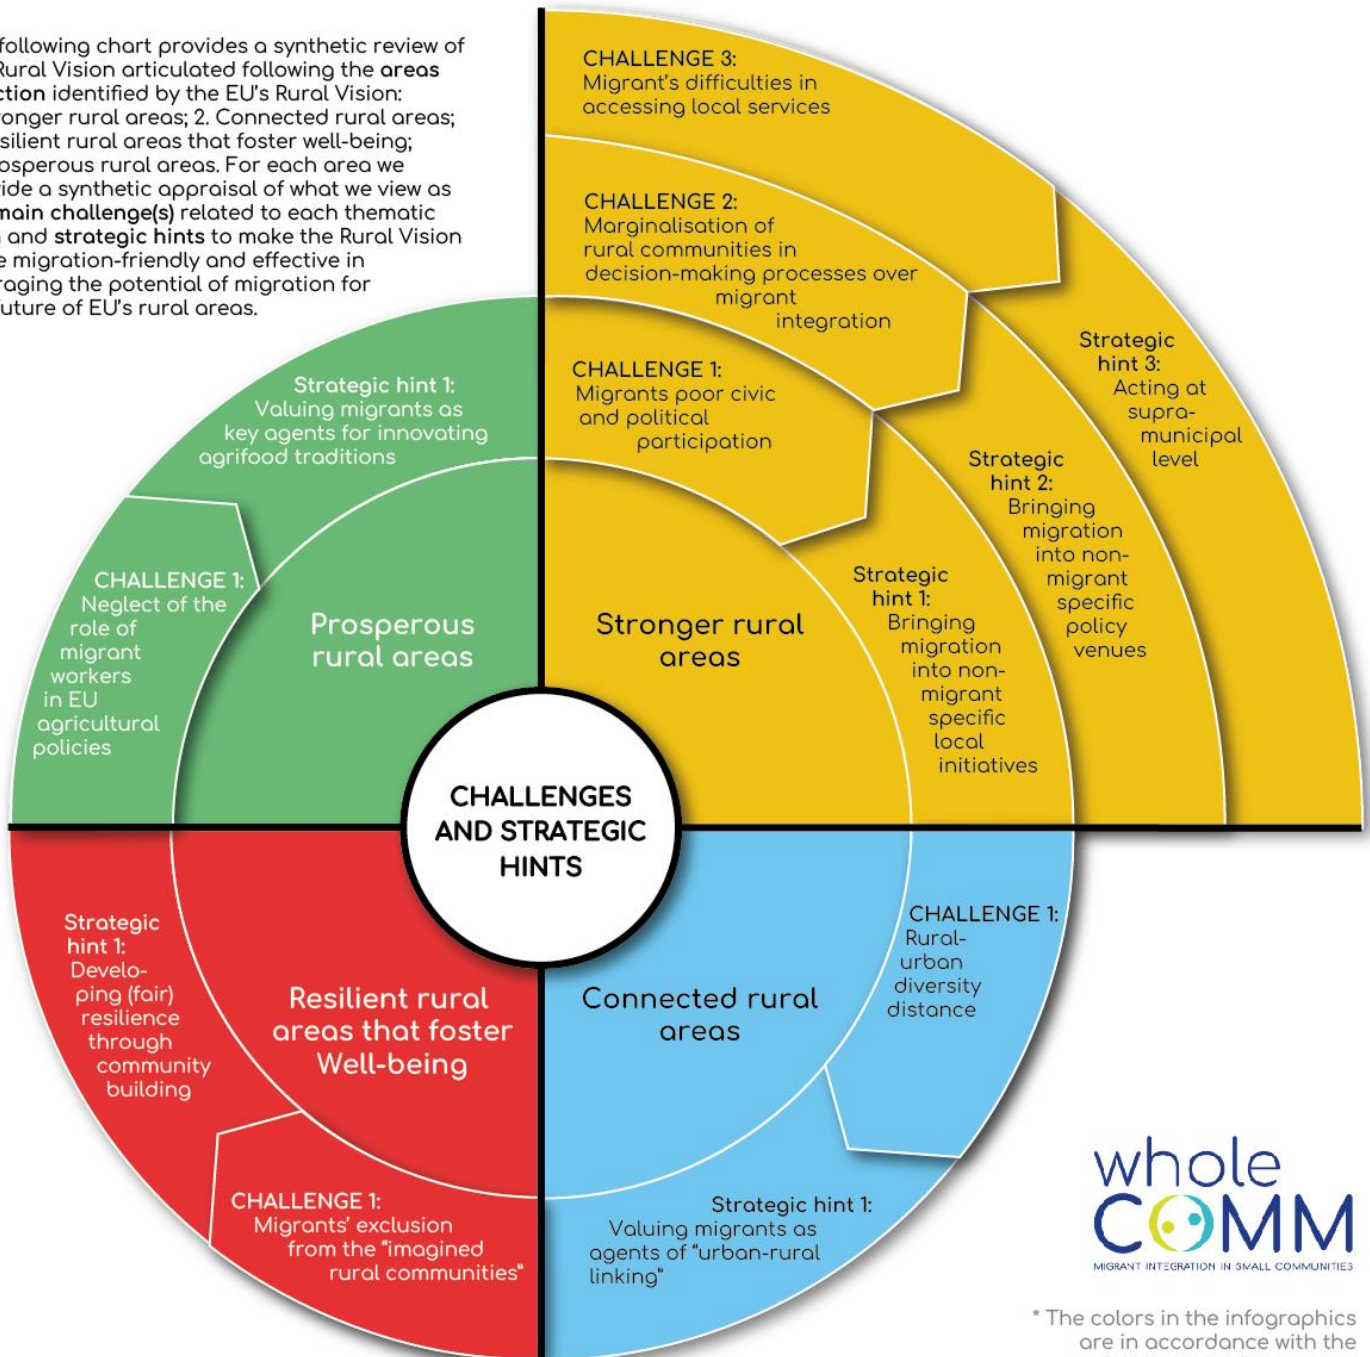 following chart provides a synthetic review of
Rural Vision articulated following the areas
ction identified by the EU's Rural Vision:
onger rural areas; 2. Connected rural areas;
silient rural areas that foster well-being;
osperous rural areas. For each area we
ide a synthetic appraisal of what we view as
main challenge(s) related to each thematic
and strategic hints to make the Rural Vision
e migration-friendly and effective in
raging the potential of migration for
future of EU's rural areas.
CHALLENGE 3:
Migrant's difficulties in
accessing local services
CHALLENGE 2:
Marginalisation of
rural communities in
decision-making processes over
migrant
integration
CHALLENGE 1:
Migrants poor civic
and political
participation
Strategic
hint 3:
Acting at
supra-
municipal
level
Strategic
hint 2:
Bringing
migration
into non-
migrant
specific
policy
venues
Strategic
hint 1:
Bringing
migration
into non-
migrant
specific
local
initiatives
Stronger rural
areas
Strategic hint 1:
Valuing migrants as
key agents for innovating
agrifood traditions
CHALLENGE 1:
Neglect of the
role of
migrant
workers
in EU
agricultural
policies
Prosperous
rural areas
CHALLENGES
AND STRATEGIC
HINTS
Strategic
hint 1:
Develo-
ping (fair)
resilience
through
community
building
Resilient rural
areas that foster
Well-being
CHALLENGE 1:
Migrants' exclusion
from the "imagined
rural communities"
Connected rural
areas
CHALLENGE 1:
Rural-
urban
diversity
distance
Strategic hint 1:
Valuing migrants as
agents of "urban-rural
linking"
whole
COMM
MIGRANT INTEGRATION IN SMALL COMMUNITIES
* The colors in the infographics
are in accordance with the